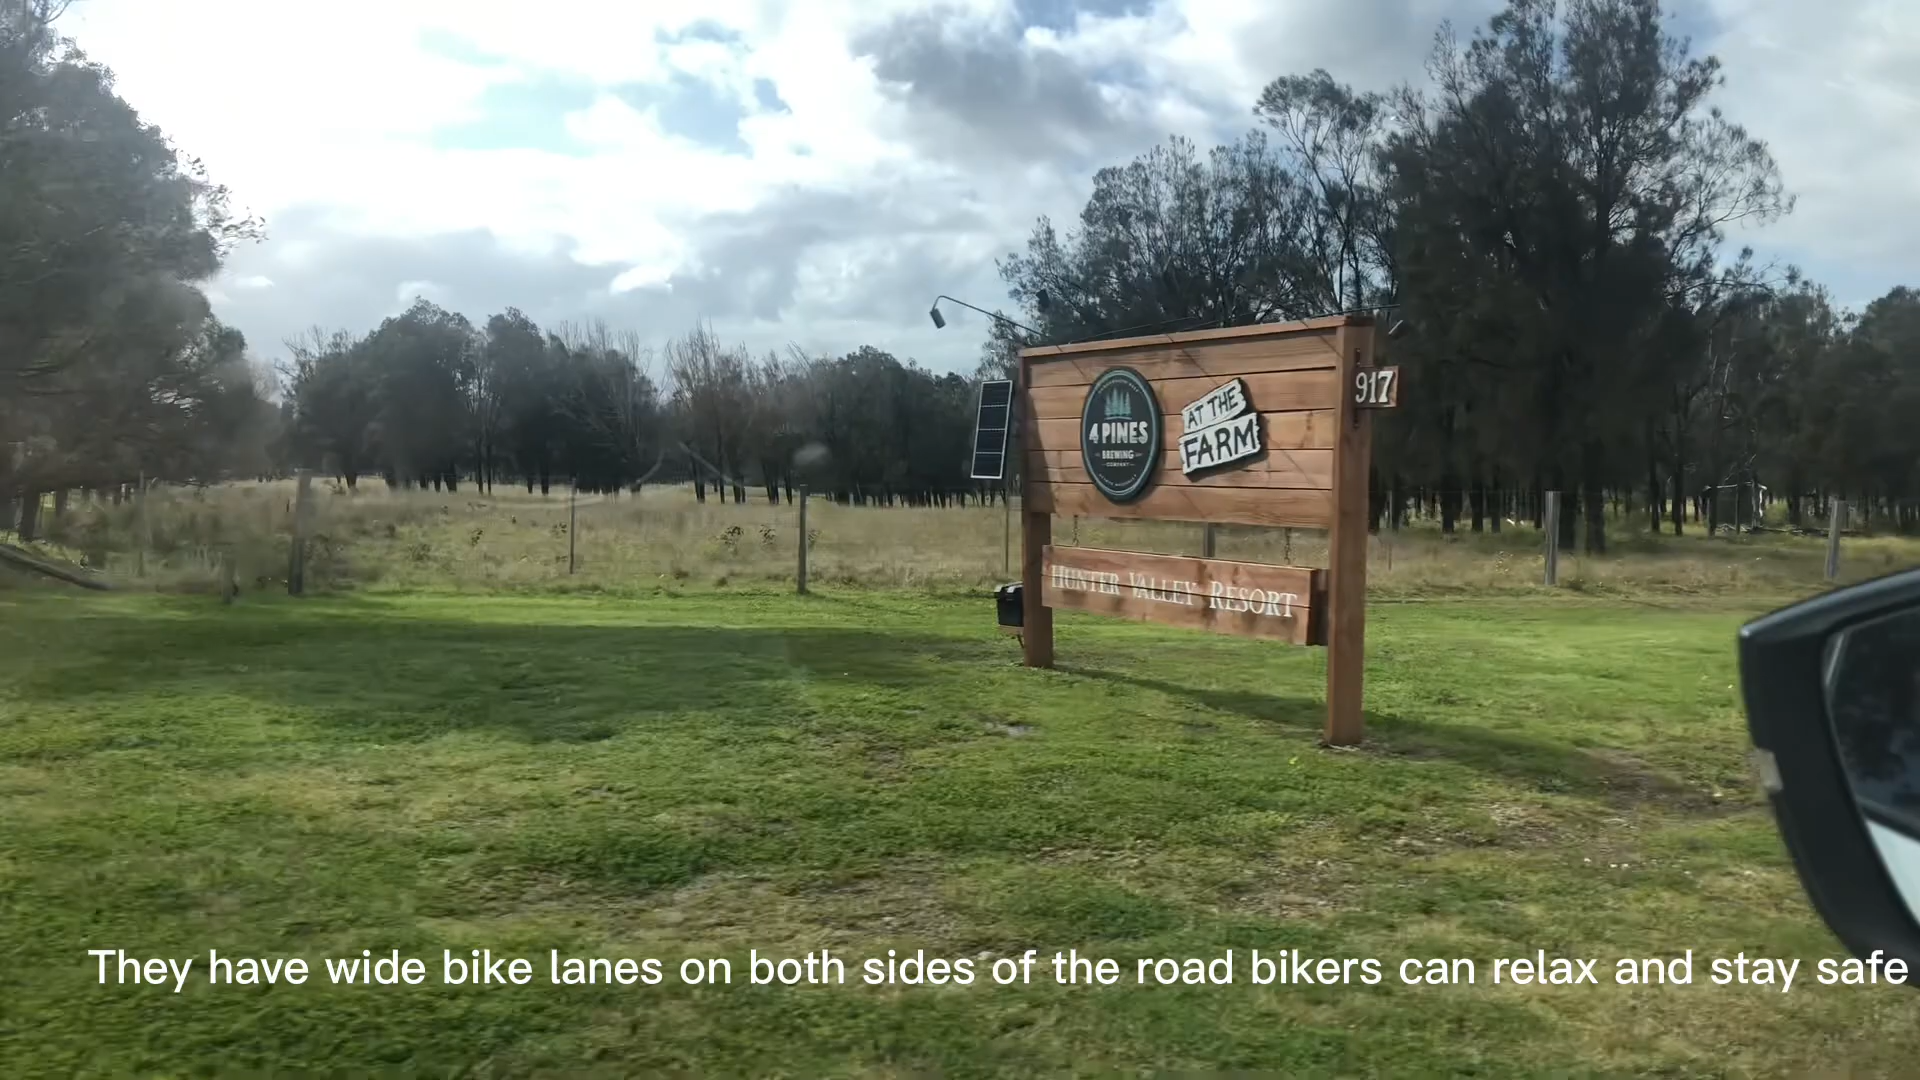 4 PINES
BREWING
COMPANY
AT THE
FARM
917
HUNTER VALLEY RESORT
They have wide bike lanes on both sides of the road bikers can relax and stay safe